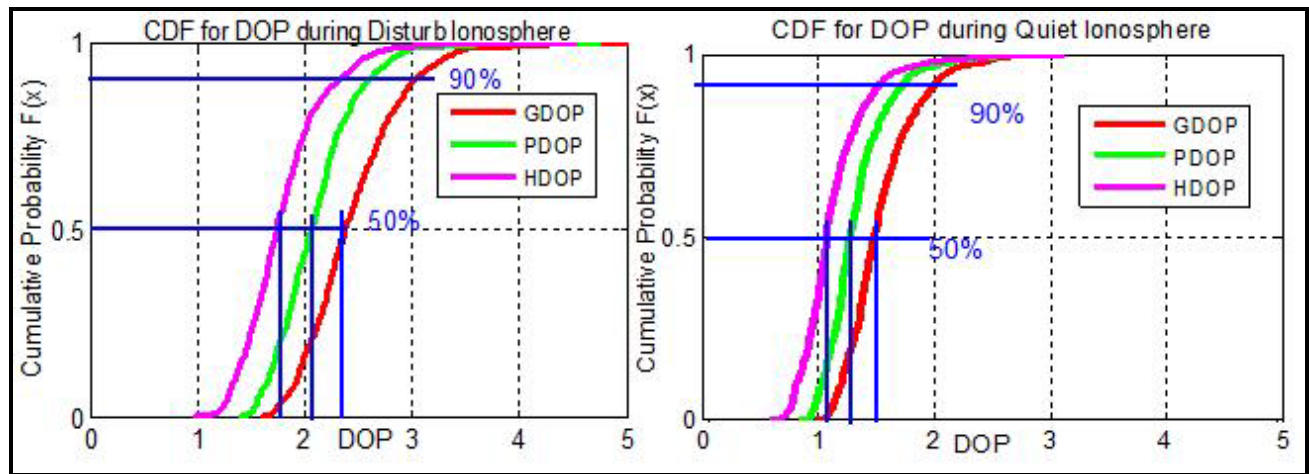 CDF for DOP during Disturb Ionosphere
Cumulative Probability F(x)
1
0.5
0
90%
GDOP
PDOP
HDOP
50%
0 1 2 3 4 5
DOP
CDF for DOP during Quiet Ionosphere
Cumulative Probability F(x)
1
0.5
0
90%
GDOP
PDOP
HDOP
50%
0 1 2 3 4 5
DOP